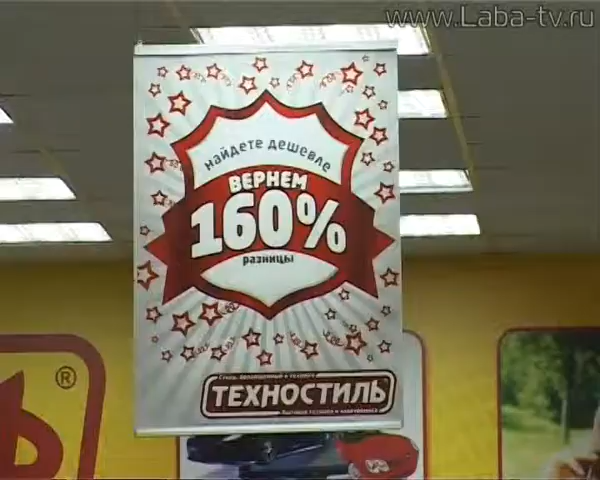 www.Laba-tv.ru
найдете дешевле
ВЕРНЕМ
160%
разницы
ТЕХНОСТИЛЬ
®